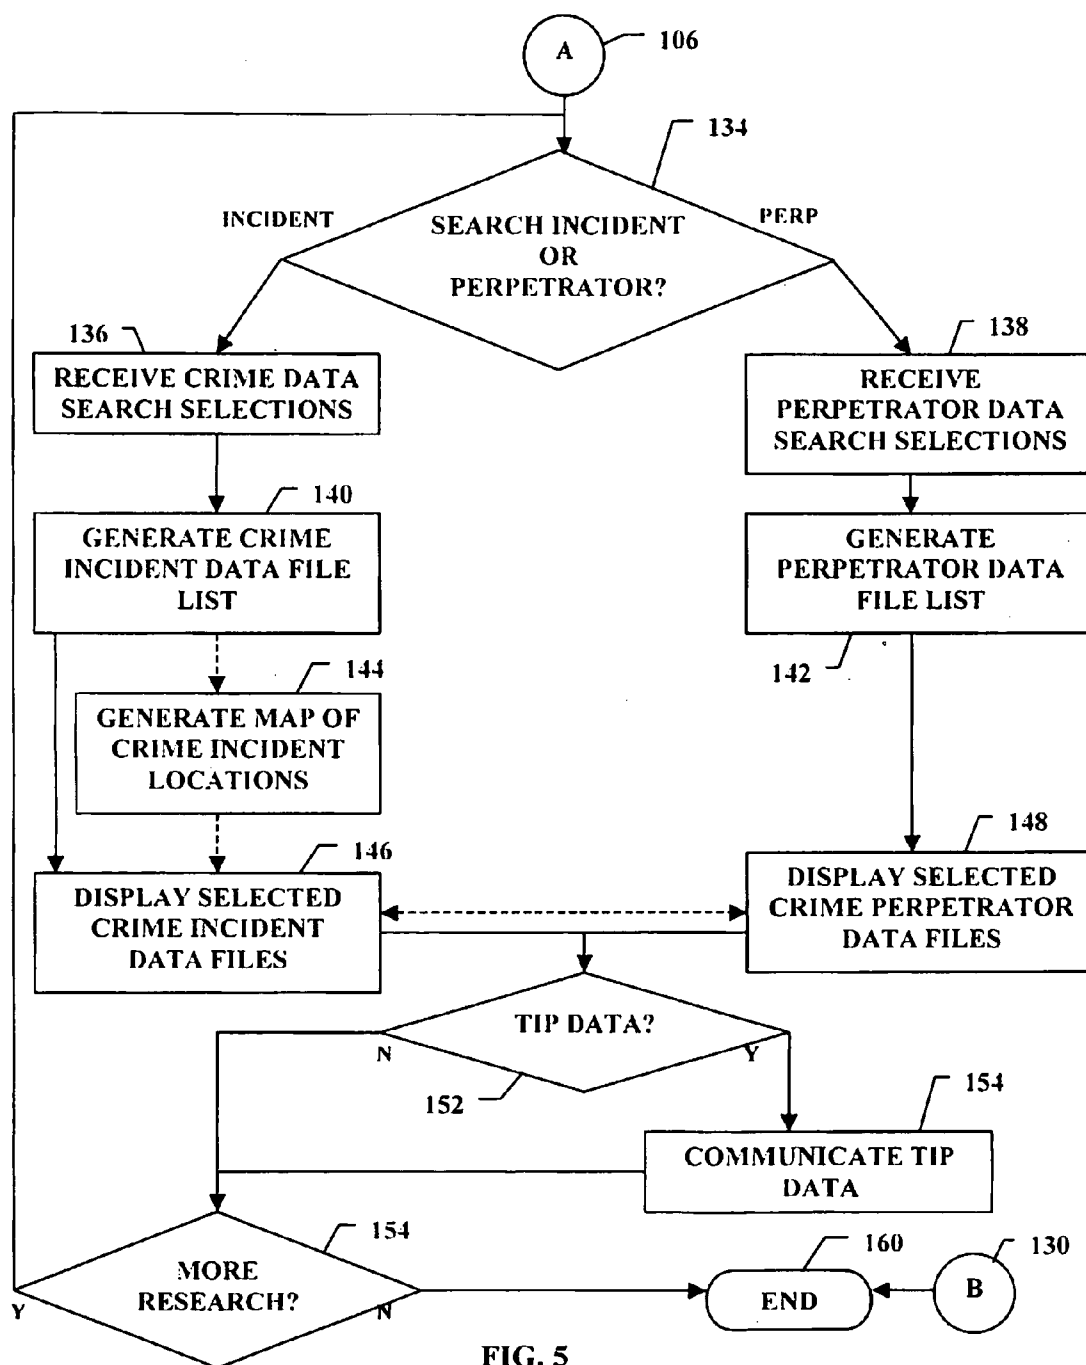 A
106
134
INCIDENT
PERP
SEARCH INCIDENT
OR
PERPETRATOR?
136
RECEIVE CRIME DATA
SEARCH SELECTIONS
138
RECEIVE
PERPETRATOR DATA
SEARCH SELECTIONS
140
GENERATE CRIME
INCIDENT DATA FILE
LIST
GENERATE
PERPETRATOR DATA
FILE LIST
142
144
GENERATE MAP OF
CRIME INCIDENT
LOCATIONS
146
DISPLAY SELECTED
CRIME INCIDENT
DATA FILES
148
DISPLAY SELECTED
CRIME PERPETRATOR
DATA FILES
TIP DATA?
N
Y
152
154
COMMUNICATE TIP
DATA
154
MORE
RESEARCH?
Y
N
160
END
130
B
FIG. 5